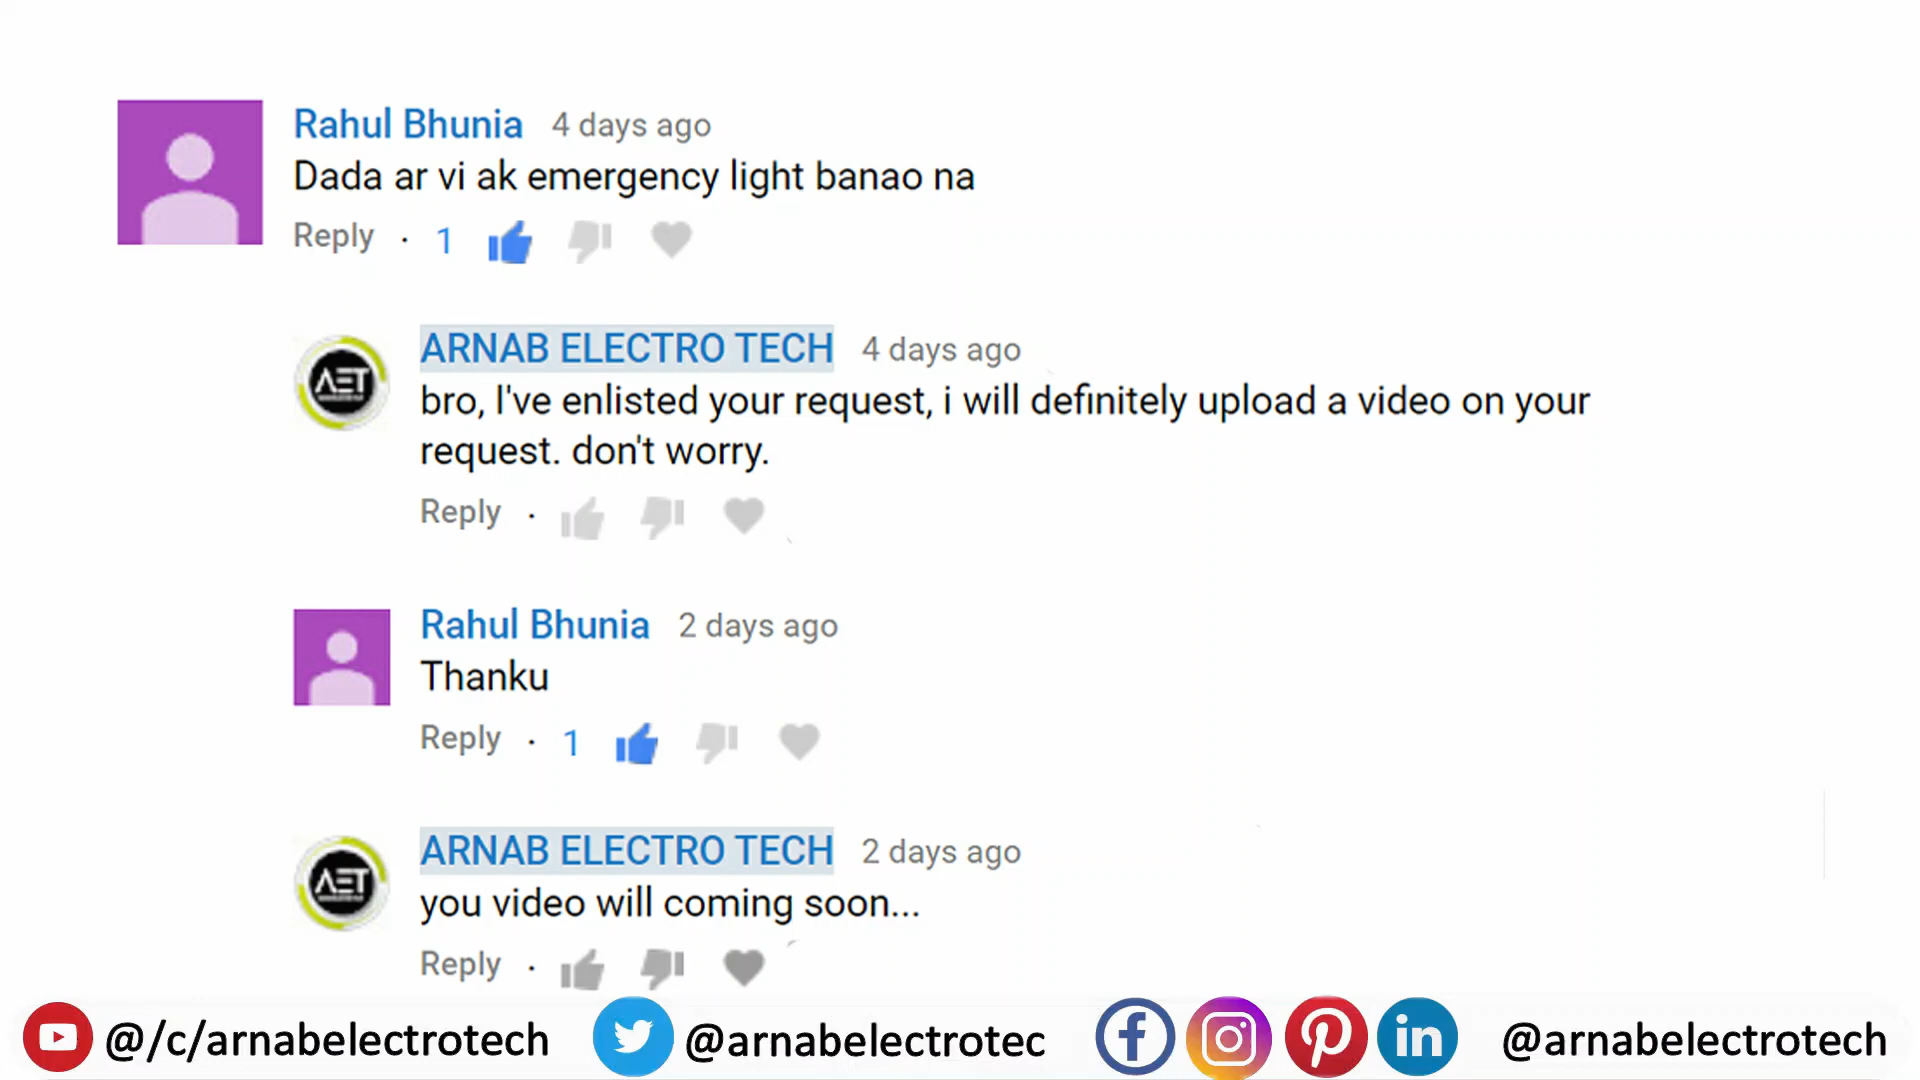 Rahul Bhunia 4 days ago
Dada ar vi ak emergency light banao na
Reply · 1
AET
ARNAB ELECTRO TECH 4 days ago
bro, I've enlisted your request, i will definitely upload a video on your
request. don't worry.
Reply ·
Rahul Bhunia 2 days ago
Thanku
Reply · 1
AET
ARNAB ELECTRO TECH 2 days ago
you video will coming soon...
Reply ·
@/c/arnabelectrotech @arnabelectrotec @arnabelectrotech